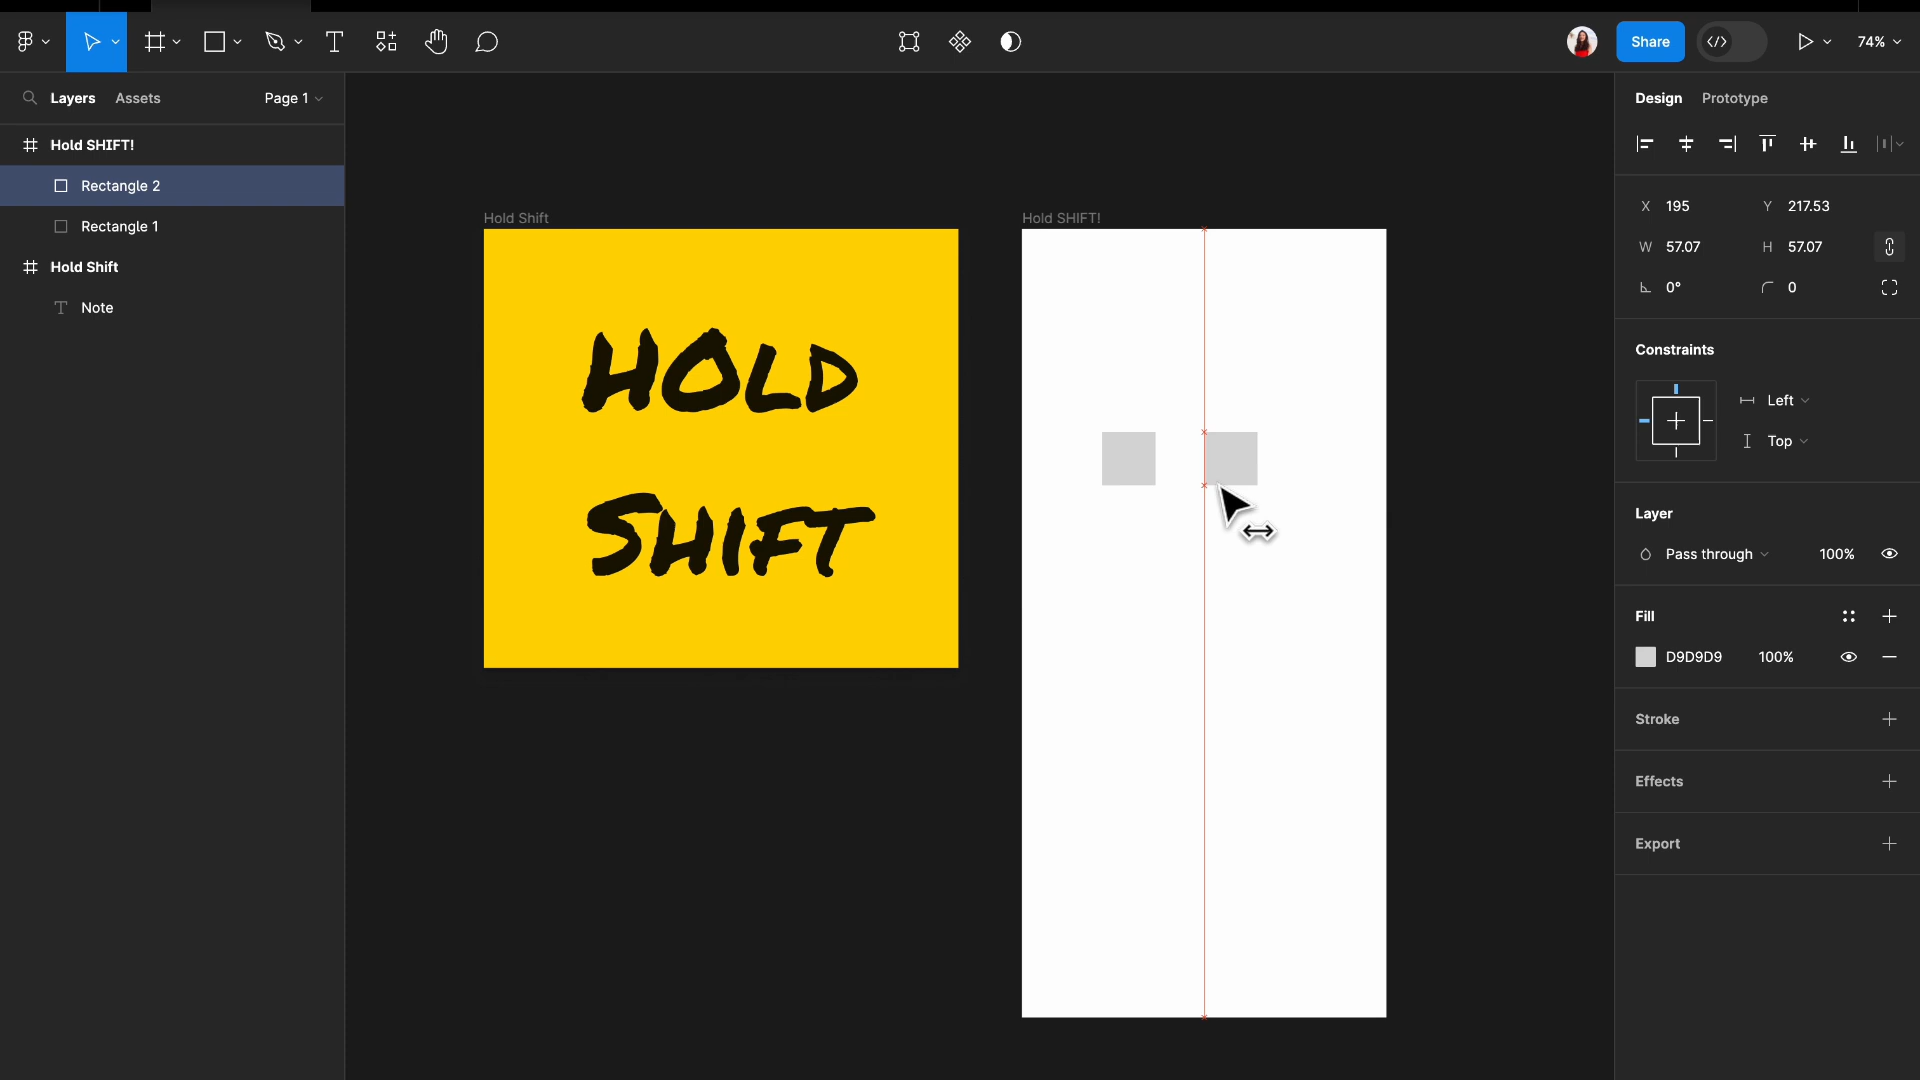 Share
74%
Layers
Assets
Page 1
Design
Prototype
Hold SHIFT!
Rectangle 2
Rectangle 1
Hold Shift
Note
Hold Shift
HOLD
SHIFT
Hold SHIFT!
X 195
Y 217.53
W 57.07
H 57.07
0°
0
Constraints
Left
Top
Layer
Pass through
100%
Fill
D9D9D9
100%
Stroke
Effects
Export